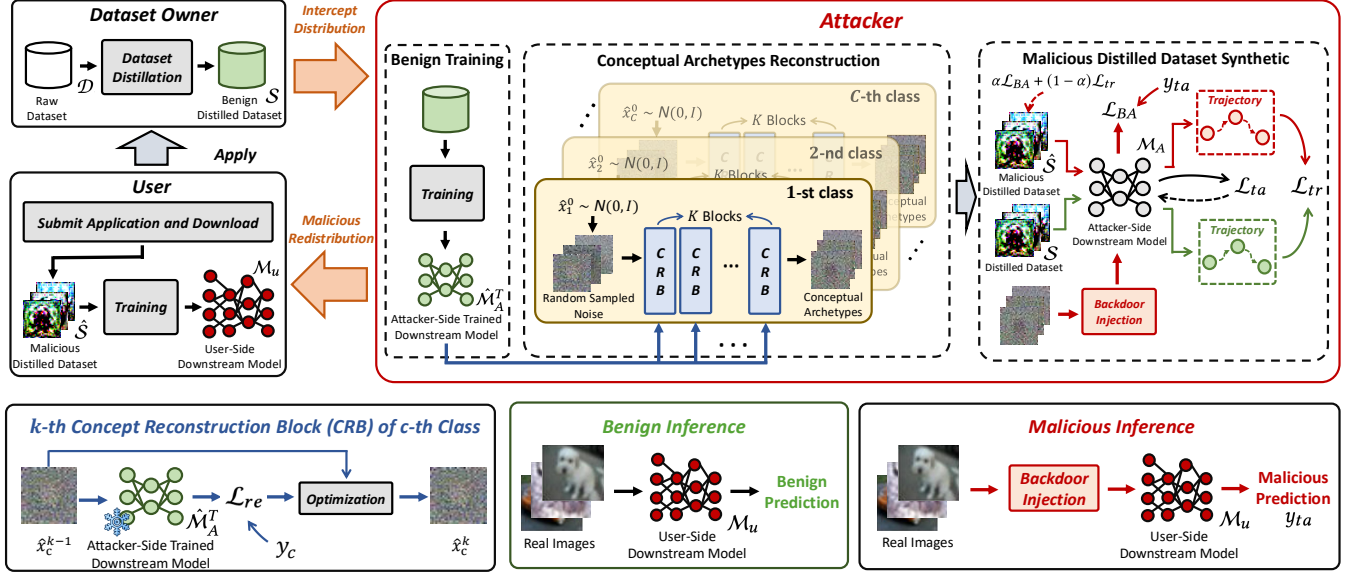 Dataset Owner
Raw
Dataset
𝒟
Dataset
Distillation
Benign 𝒮
Distilled Dataset
Apply
User
Submit Application and Download
Malicious
Distilled Dataset
𝒮̂
Training
ℳ_u
User-Side
Downstream Model
Intercept
Distribution
Malicious
Redistribution
Attacker
Benign Training
Training
ℳ̂_A^T
Attacker-Side Trained
Downstream Model
Conceptual Archetypes Reconstruction
C-th class
x̂_C^0 ~ N(0, I)
K Blocks
2-nd class
x̂_2^0 ~ N(0, I)
K Blocks
1-st class
x̂_1^0 ~ N(0, I)
K Blocks
Random Sampled
Noise
C
R
B
C
R
B
...
C
R
B
Conceptual
Archetypes
Malicious Distilled Dataset Synthetic
αℒ_BA + (1 − α)ℒ_tr
y_ta
ℒ_BA
Trajectory
ℳ_A
𝒮̂
Malicious
Distilled Dataset
ℒ_ta
ℒ_tr
𝒮
Distilled Dataset
Attacker-Side
Downstream Model
Trajectory
Backdoor
Injection
k-th Concept Reconstruction Block (CRB) of c-th Class
x̂_c^{k−1}
ℳ̂_A^T
Attacker-Side Trained
Downstream Model
ℒ_re
y_c
Optimization
x̂_c^k
Benign Inference
Real Images
ℳ_u
User-Side
Downstream Model
Benign
Prediction
Malicious Inference
Real Images
Backdoor
Injection
ℳ_u
User-Side
Downstream Model
Malicious
Prediction
y_ta